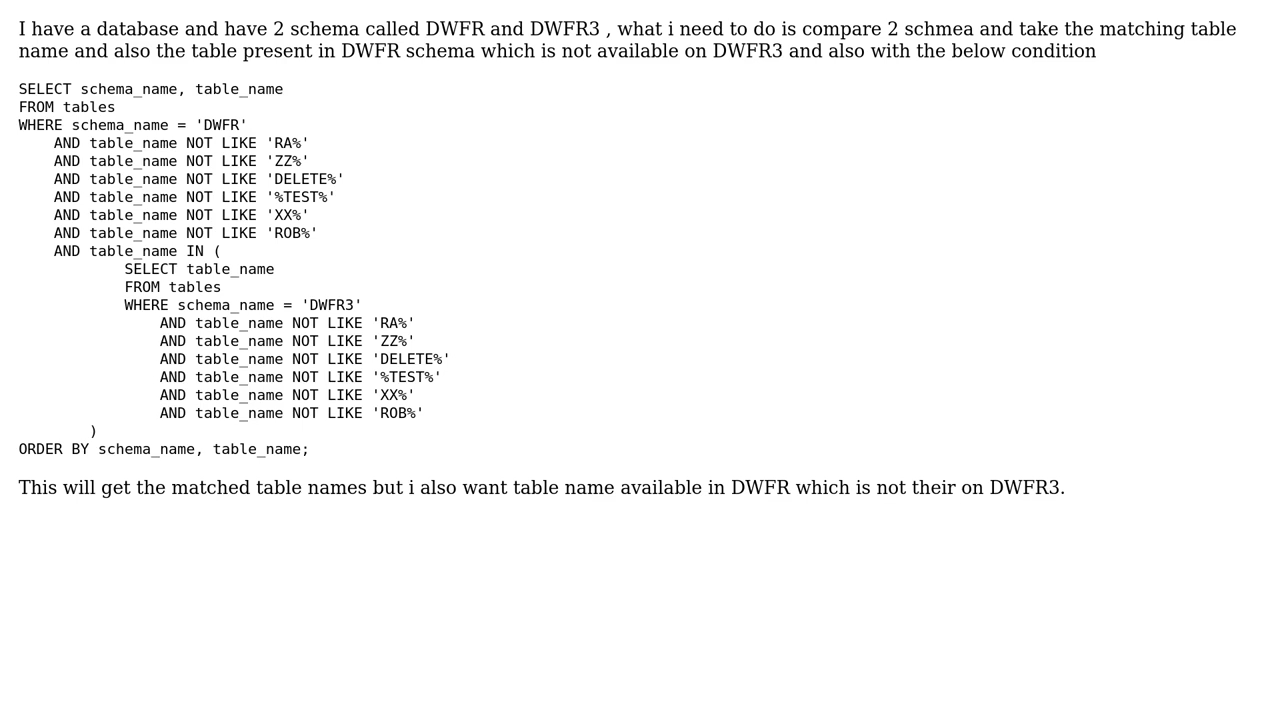 I have a database and have 2 schema called DWFR and DWFR3 , what i need to do is compare 2 schmea and take the matching table
name and also the table present in DWFR schema which is not available on DWFR3 and also with the below condition
SELECT schema_name, table_name
FROM tables
WHERE schema_name = 'DWFR'
    AND table_name NOT LIKE 'RA%'
    AND table_name NOT LIKE 'ZZ%'
    AND table_name NOT LIKE 'DELETE%'
    AND table_name NOT LIKE '%TEST%'
    AND table_name NOT LIKE 'XX%'
    AND table_name NOT LIKE 'ROB%'
    AND table_name IN (
            SELECT table_name
            FROM tables
            WHERE schema_name = 'DWFR3'
                AND table_name NOT LIKE 'RA%'
                AND table_name NOT LIKE 'ZZ%'
                AND table_name NOT LIKE 'DELETE%'
                AND table_name NOT LIKE '%TEST%'
                AND table_name NOT LIKE 'XX%'
                AND table_name NOT LIKE 'ROB%'
        )
ORDER BY schema_name, table_name;
This will get the matched table names but i also want table name available in DWFR which is not their on DWFR3.